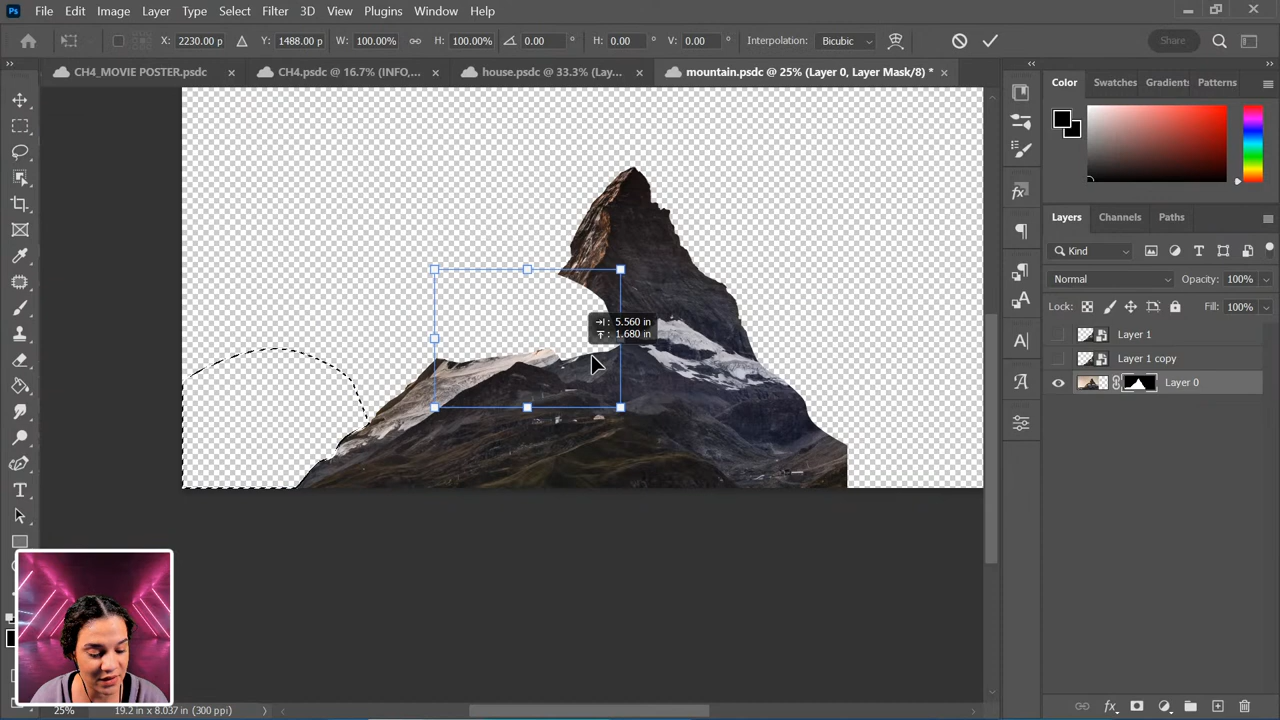 Ps File Edit Image Layer Type Select Filter 3D View Plugins Window Help
X: 2230.00 p Y: 1488.00 p W: 100.00% H: 100.00% 0.00 ° H: 0.00 ° V: 0.00 ° Interpolation: Bicubic Share
CH4_MOVIE POSTER.psdc × CH4.psdc @ 16.7% (INFO, ... × house.psdc @ 33.3% (Lay... × mountain.psdc @ 25% (Layer 0, Layer Mask/8) * ×
Color Swatches Gradient: Patterns
Layers Channels Paths
Kind
Normal Opacity: 100%
Lock: Fill: 100%
Layer 1
Layer 1 copy
Layer 0
: 5.560 in
: 1.680 in
25% 19.2 in x 8.037 in (300 ppi)